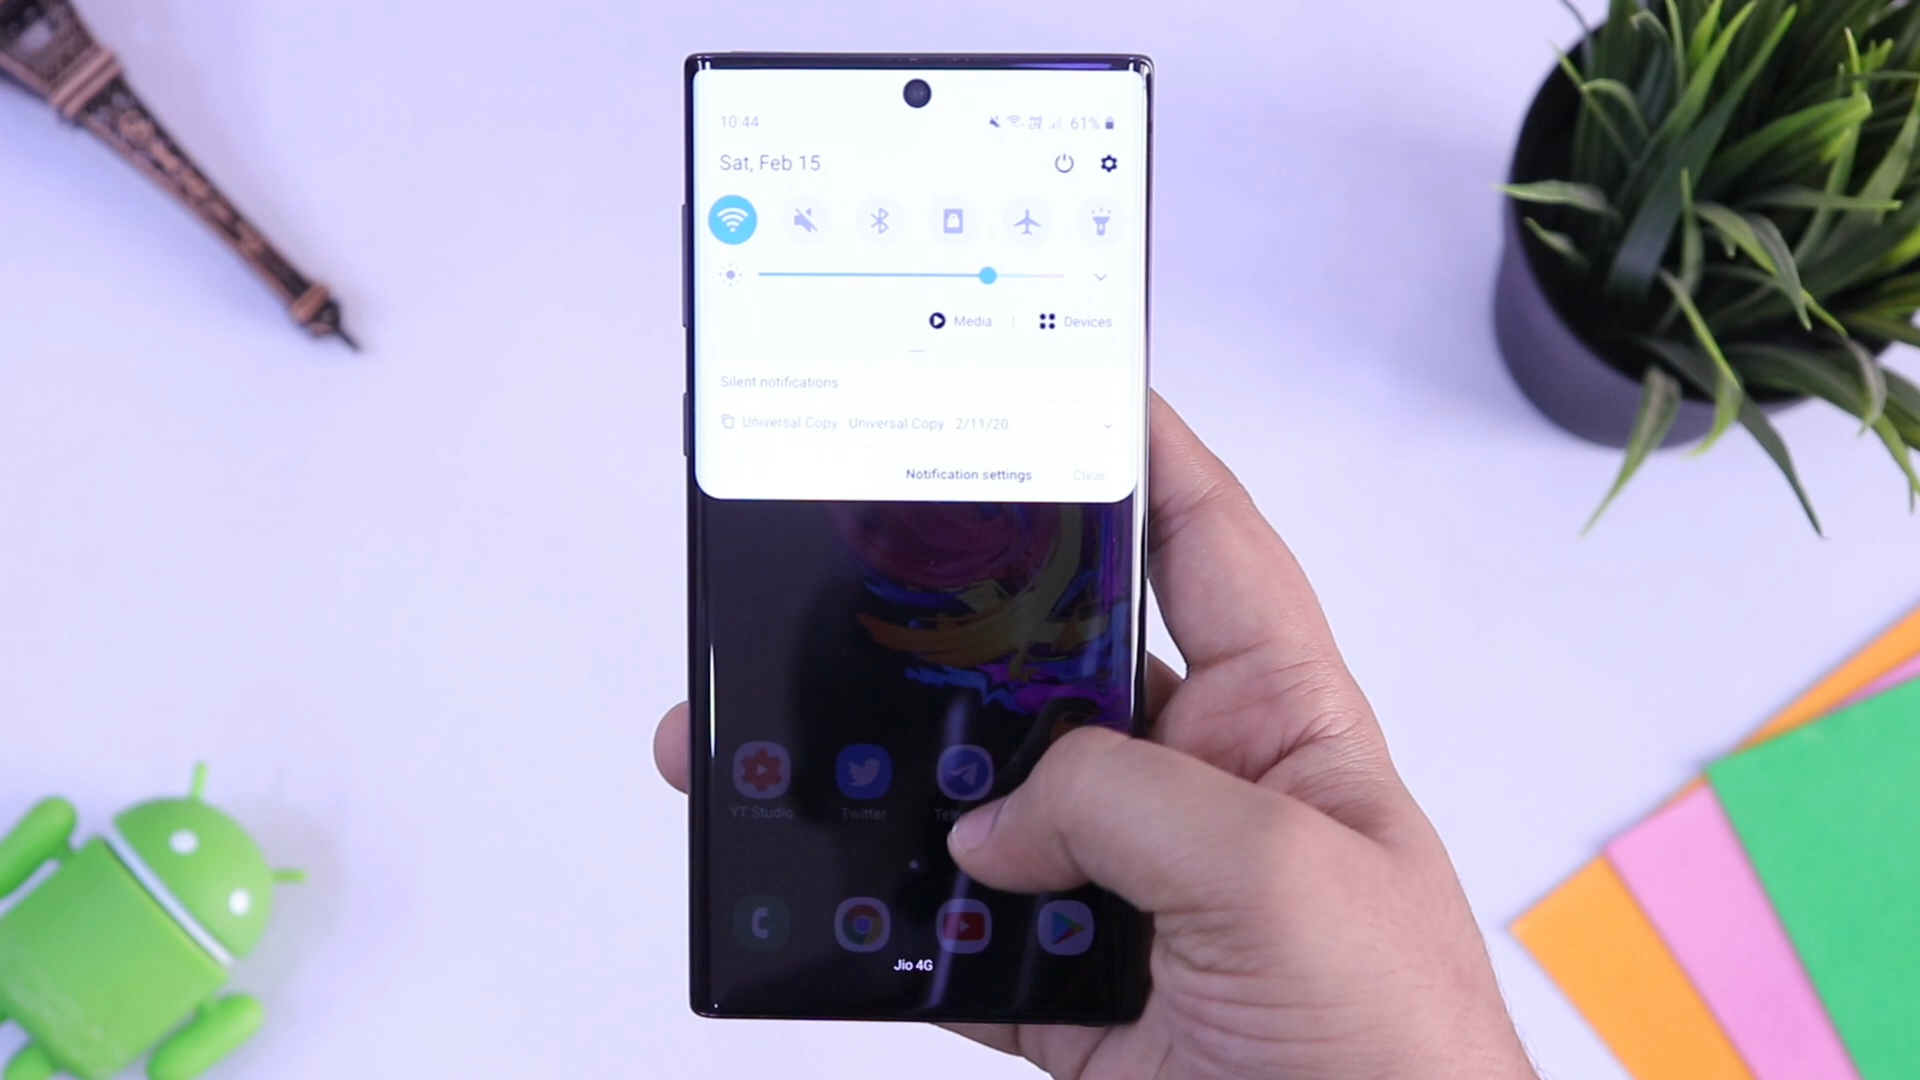 10:44 61%
Sat, Feb 15
Media | Devices
Silent notifications
Universal Copy Universal Copy 2/11/20
Notification settings Clear
YT Studio Twitter
Jio 4G